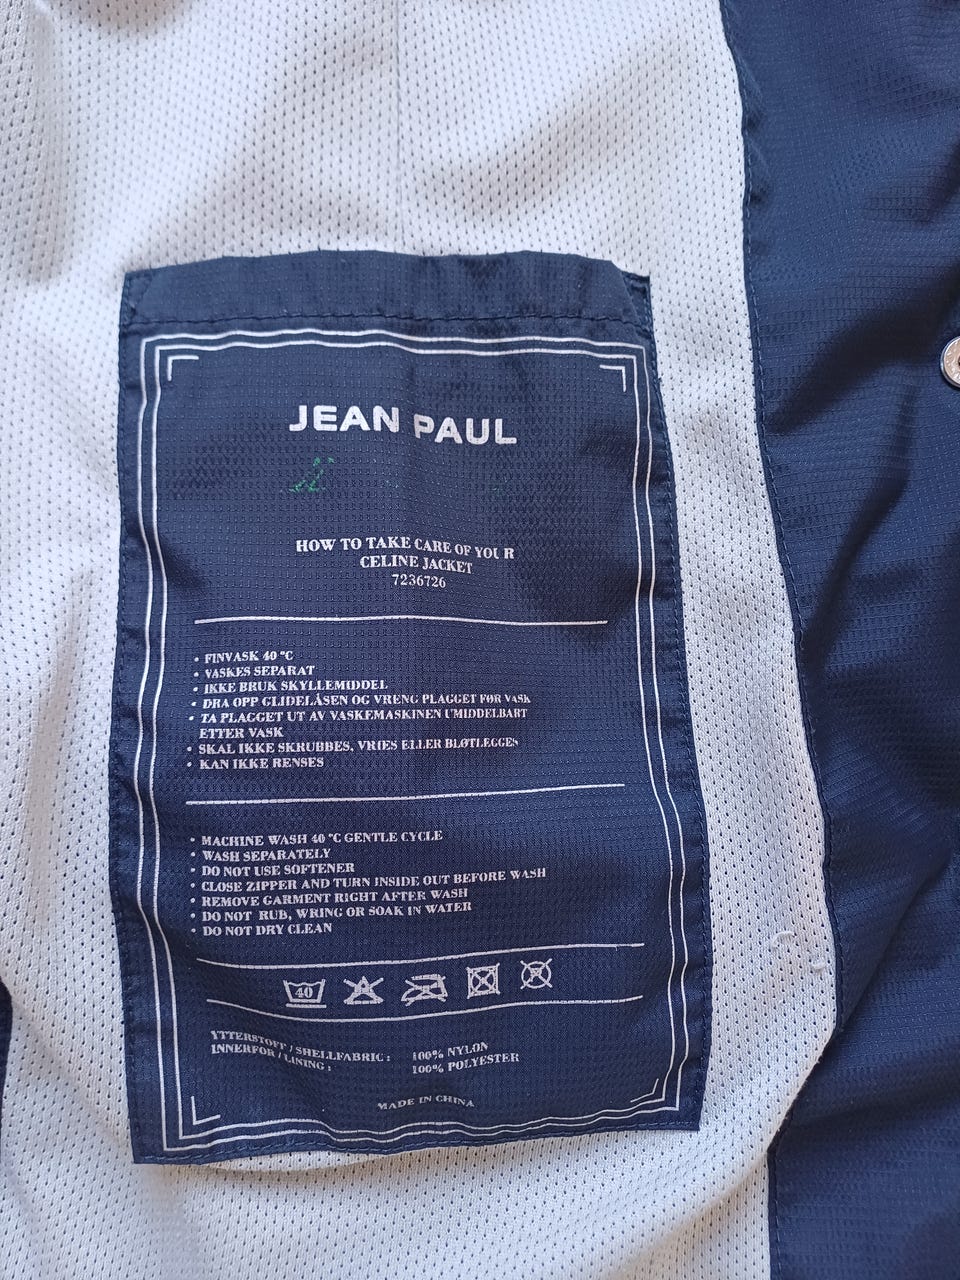 JEAN PAUL
HOW TO TAKE CARE OF YOUR
CELINE JACKET
7236726
• FINVASK 40 °C
• VASKES SEPARAT
• IKKE BRUK SKYLLEMIDDEL
• DRA OPP GLIDELÅSEN OG VRENG PLAGGET FØR VASK
• TA PLAGGET UT AV VASKEMASKINEN UMIDDELBART
ETTER VASK
• SKAL IKKE SKRUBBES, VRIES ELLER BLØTLEGGES
• KAN IKKE RENSES
• MACHINE WASH 40 °C GENTLE CYCLE
• WASH SEPARATELY
• DO NOT USE SOFTENER
• CLOSE ZIPPER AND TURN INSIDE OUT BEFORE WASH
• REMOVE GARMENT RIGHT AFTER WASH
• DO NOT RUB, WRING OR SOAK IN WATER
• DO NOT DRY CLEAN
40
YTTERSTOFF / SHELLFABRIC : 100% NYLON
INNERFOR / LINING : 100% POLYESTER
MADE IN CHINA